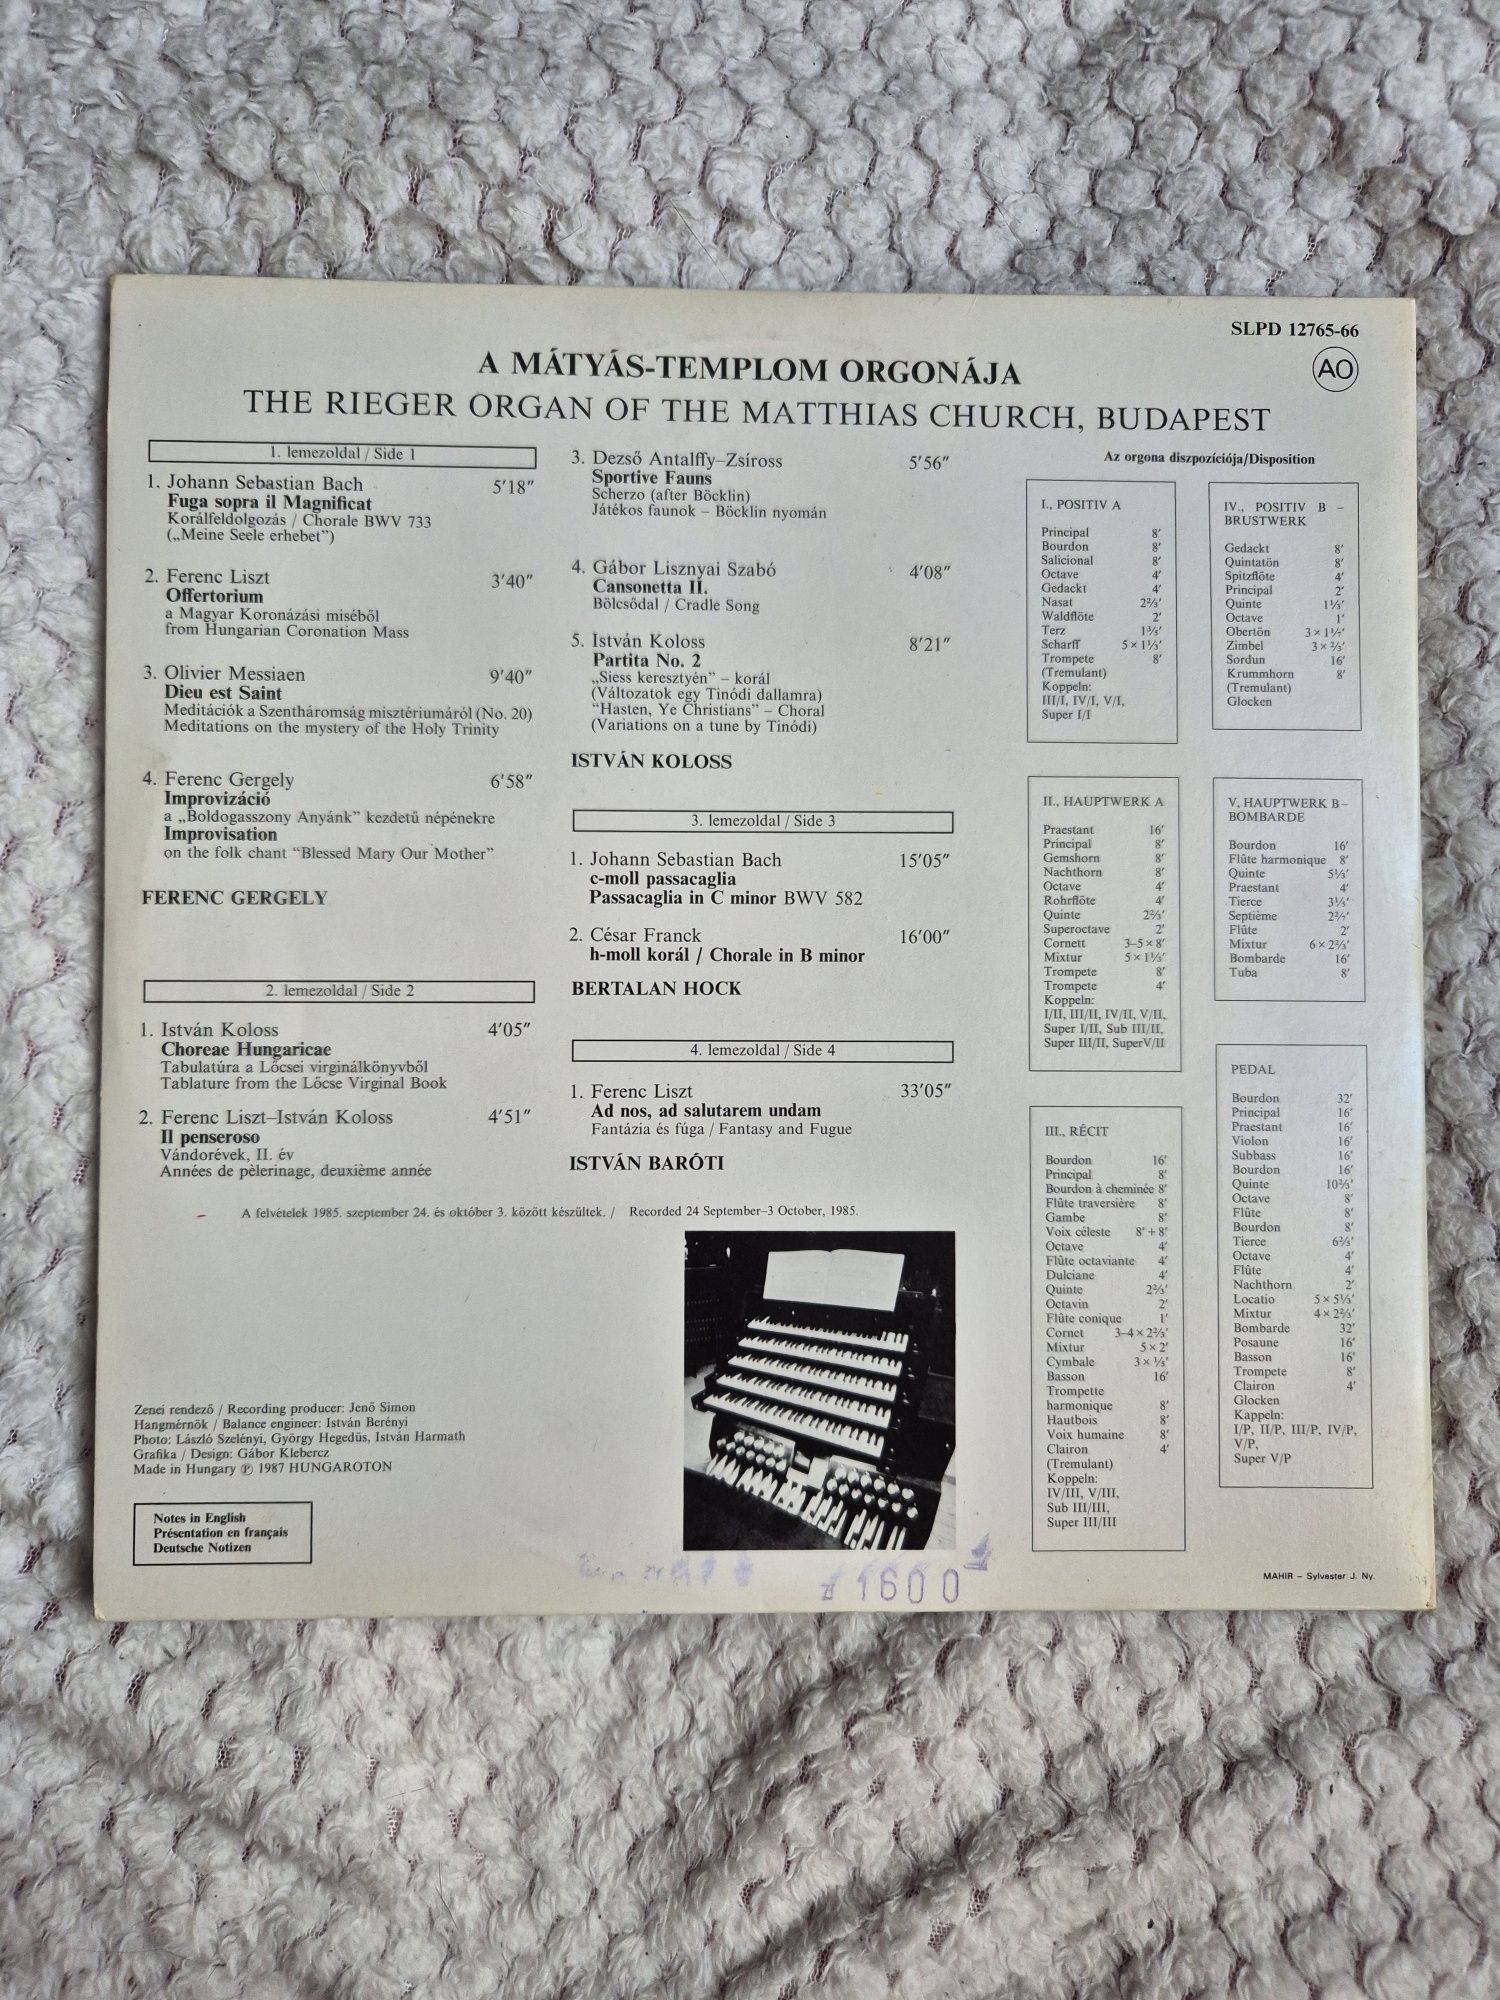 SLPD 12765-66
AO
A MÁTYÁS-TEMPLOM ORGONÁJA
THE RIEGER ORGAN OF THE MATTHIAS CHURCH, BUDAPEST
1. lemezoldal / Side 1
1. Johann Sebastian Bach 5′18″
Fuga sopra il Magnificat
Korálfeldolgozás / Chorale BWV 733
(„Meine Seele erhebet”)
2. Ferenc Liszt 3′40″
Offertorium
a Magyar Koronázási miséből
from Hungarian Coronation Mass
3. Olivier Messiaen 9′40″
Dieu est Saint
Meditációk a Szentháromság misztériumáról (No. 20)
Meditations on the mystery of the Holy Trinity
4. Ferenc Gergely 6′58″
Improvizáció
a „Boldogasszony Anyánk” kezdetű népénekre
Improvisation
on the folk chant “Blessed Mary Our Mother”
FERENC GERGELY
2. lemezoldal / Side 2
1. István Koloss 4′05″
Choreae Hungaricae
Tabulatúra a Lőcsei virginálkönyvből
Tablature from the Lőcse Virginal Book
2. Ferenc Liszt–István Koloss 4′51″
Il penseroso
Vándorévek, II. év
Années de pèlerinage, deuxième année
3. Dezső Antalffy–Zsíross 5′56″
Sportive Fauns
Scherzo (after Böcklin)
Játékos faunok – Böcklin nyomán
4. Gábor Lisznyai Szabó 4′08″
Cansonetta II.
Bölcsődal / Cradle Song
5. István Koloss 8′21″
Partita No. 2
„Siess keresztyén” – korál
(Változatok egy Tinódi dallamra)
“Hasten, Ye Christians” – Choral
(Variations on a tune by Tinódi)
ISTVÁN KOLOSS
3. lemezoldal / Side 3
1. Johann Sebastian Bach 15′05″
c-moll passacaglia
Passacaglia in C minor BWV 582
2. César Franck 16′00″
h-moll korál / Chorale in B minor
BERTALAN HOCK
4. lemezoldal / Side 4
1. Ferenc Liszt 33′05″
Ad nos, ad salutarem undam
Fantázia és fúga / Fantasy and Fugue
ISTVÁN BARÓTI
A felvételek 1985. szeptember 24. és október 3. között készültek. / Recorded 24 September–3 October, 1985.
Zenei rendező / Recording producer: Jenő Simon
Hangmérnök / Balance engineer: István Berényi
Photo: László Szelényi, György Hegedüs, István Harmath
Grafika / Design: Gábor Klebercz
Made in Hungary ℗ 1987 HUNGAROTON
Notes in English
Présentation en français
Deutsche Notizen
1600
Az orgona diszpozíciója/Disposition
I., POSITIV A
Principal 8′
Bourdon 8′
Salicional 8′
Octave 4′
Gedackt 4′
Nasat 2⅔′
Waldflöte 2′
Terz 1⅗′
Scharff 5×1⅓′
Trompete 8′
(Tremulant)
Koppeln:
III/I, IV/I, V/I,
Super I/I
IV., POSITIV B –
BRUSTWERK
Gedackt 8′
Quintatön 8′
Spitzflöte 4′
Principal 2′
Quinte 1⅓′
Octave 1′
Obertön
Zimbel 3×⅔′
Sordun 16′
Krummhorn 8′
(Tremulant)
Glocken
II., HAUPTWERK A
Praestant 16′
Principal 8′
Gemshorn 8′
Nachthorn 8′
Octave 4′
Rohrflöte 4′
Quinte 2⅔′
Superoctave 2′
Cornett 3–5×8′
Mixtur 5×1⅓′
Trompete 8′
Trompete 4′
Koppeln:
I/II, III/II, IV/II, V/II,
Super I/II, Sub III/II,
Super III/II, SuperV/II
V, HAUPTWERK B–
BOMBARDE
Bourdon 16′
Flûte harmonique 8′
Quinte 5⅓′
Praestant 4′
Tierce 3⅕′
Septième 2²⁄₇′
Flûte 2′
Mixtur 6×2⅔′
Bombarde 16′
Tuba 8′
III., RÉCIT
Bourdon 16′
Principal 8′
Bourdon à cheminée 8′
Flûte traversière 8′
Gambe 8′
Voix céleste 8′+8′
Octave 4′
Flûte octaviante 4′
Dulciane 4′
Quinte 2⅔′
Octavin 2′
Flûte conique 1′
Cornet 3–4×2⅔′
Mixtur 5×2′
Cymbale 3×⅓′
Basson 16′
Trompette
harmonique 8′
Hautbois 8′
Voix humaine 8′
Clairon 4′
(Tremulant)
Koppeln:
IV/III, V/III,
Sub III/III,
Super III/III
PEDAL
Bourdon 32′
Principal 16′
Praestant 16′
Violon 16′
Subbass 16′
Bourdon 16′
Quinte 10⅔′
Octave 8′
Flûte 8′
Bourdon 8′
Tierce 6⅖′
Octave 4′
Flûte 4′
Nachthorn 2′
Locatio 5×5⅓′
Mixtur 4×2⅔′
Bombarde 32′
Posaune 16′
Basson 16′
Trompete 8′
Clairon 4′
Glocken
Kappeln:
I/P, II/P, III/P, IV/P,
V/P,
Super V/P
MAHIR – Sylvester J. Ny.